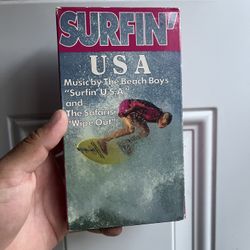 SURFIN'
USA
Music by The Beach Boys
"Surfin' U.S.A."
and
The Safaris
"Wipe Out"